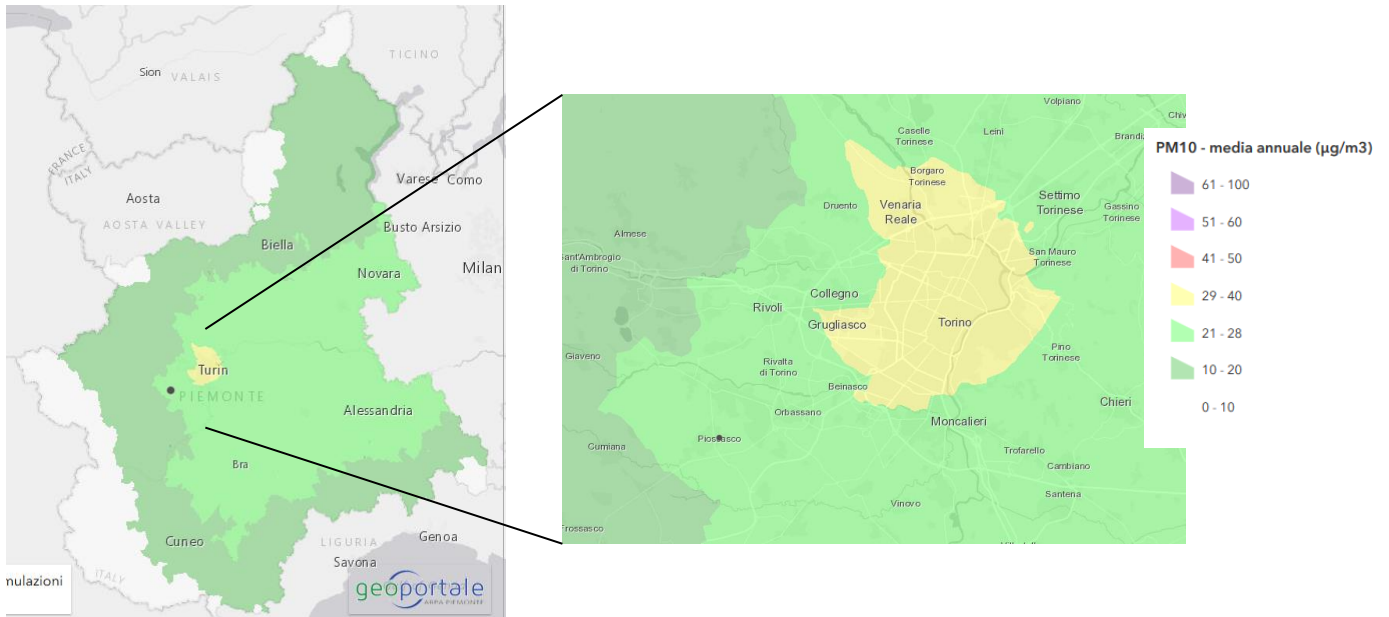 TICINO
Sion
VALAIS
FRANCE
ITALY
Varese
Como
Aosta
AOSTA VALLEY
Busto Arsizio
Biella
Novara
Milan
Turin
PIEMONTE
Alessandria
Bra
Cuneo
LIGURIA
Genoa
Savona
ITALY
mulazioni
geoportale
ARPA PIEMONTE
Volpiano
Caselle
Torinese
Leinì
Chiv
Brandiz
Borgaro
Torinese
Settimo
Torinese
Gassino
Torinese
Druento
Venaria
Reale
Almese
San Mauro
Torinese
Sant'Ambrogio
di Torino
Collegno
Rivoli
Grugliasco
Torino
Pino
Torinese
Giaveno
Rivalta
di Torino
Beinasco
Chieri
Orbassano
Moncalieri
Piossasco
Cumiana
Trofarello
Cambiano
Santena
Vinovo
Frossasco
PM10 - media annuale (µg/m3)
61 - 100
51 - 60
41 - 50
29 - 40
21 - 28
10 - 20
0 - 10